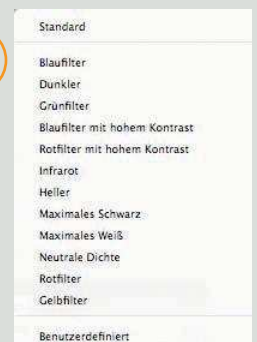 Standard
Blaufilter
Dunkler
Grünfilter
Blaufilter mit hohem Kontrast
Rotfilter mit hohem Kontrast
Infrarot
Heller
Maximales Schwarz
Maximales Weiß
Neutrale Dichte
Rotfilter
Gelbfilter
Benutzerdefiniert